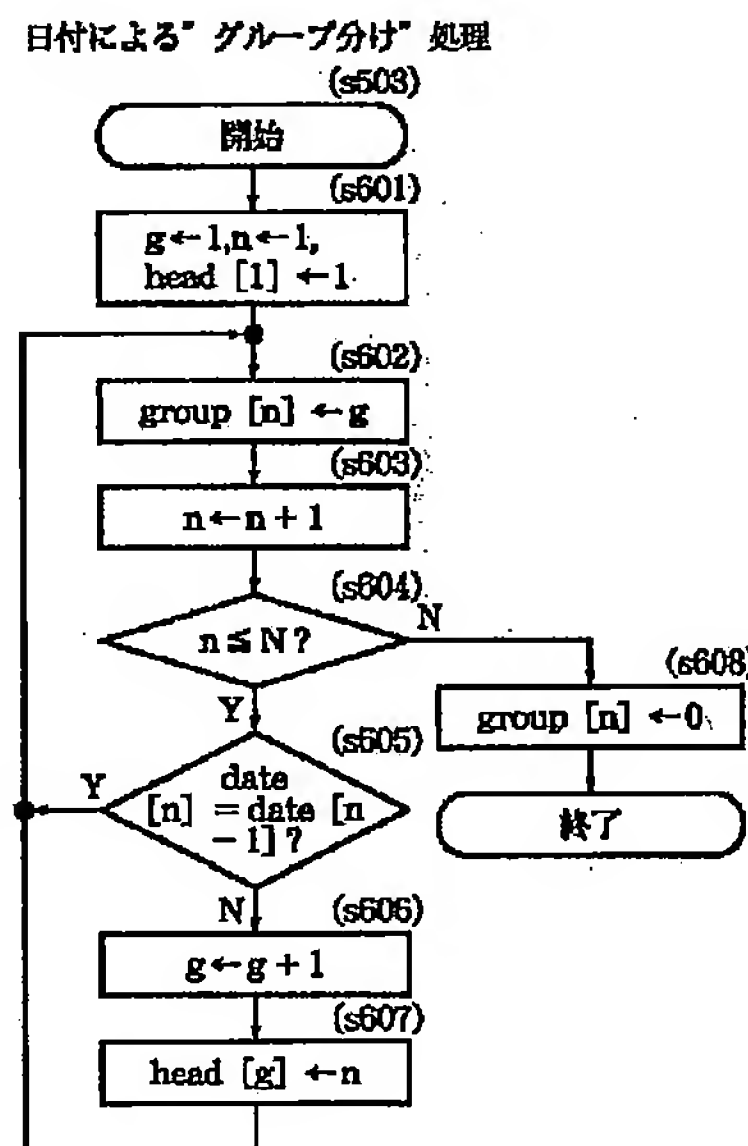 日付による”グループ分け”処理
(s503)
開始
(s601)
g←1,n←1,
head [1] ←1
(s602)
group [n] ←g
(s603)
n←n+1
(s604)
n≦N?
N
Y
(s608)
group [n] ←0
終了
(s605)
date
[n] =date [n
-1]?
Y
N
(s606)
g←g+1
(s607)
head [g] ←n